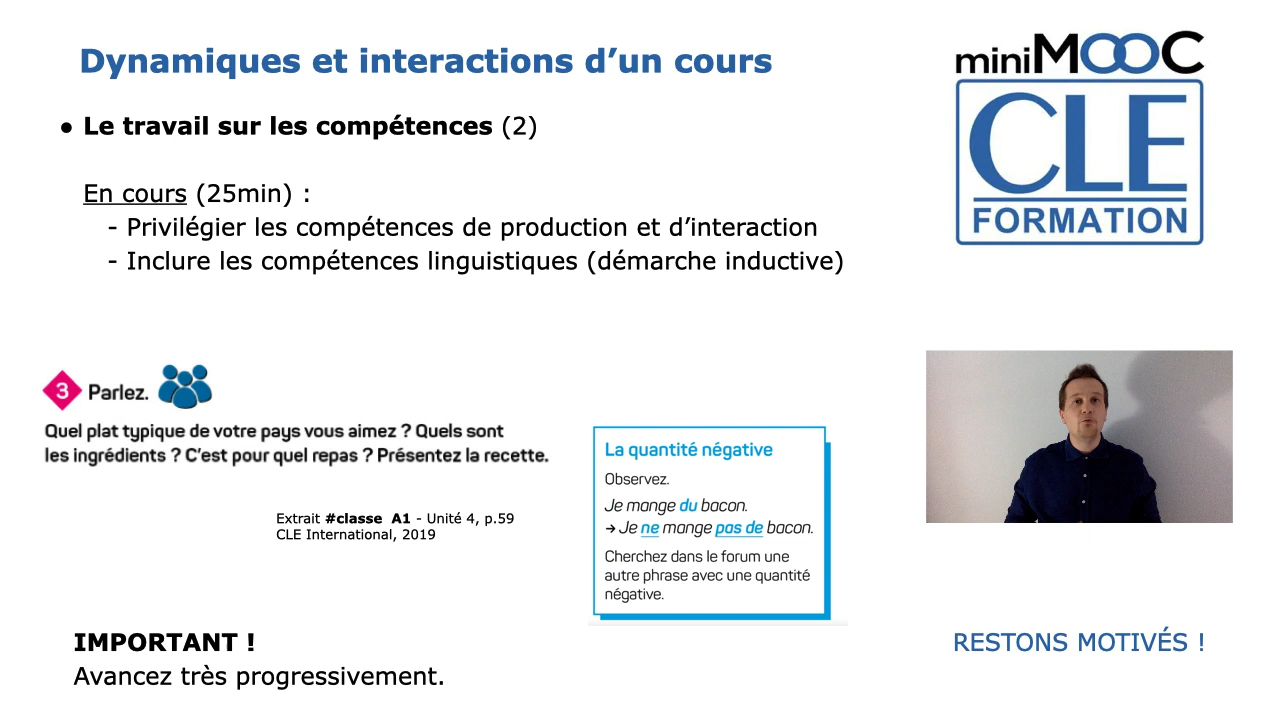 Dynamiques et interactions d’un cours
miniMOOC
CLE
FORMATION
● Le travail sur les compétences (2)
En cours (25min) :
- Privilégier les compétences de production et d’interaction
- Inclure les compétences linguistiques (démarche inductive)
3 Parlez.
Quel plat typique de votre pays vous aimez ? Quels sont
les ingrédients ? C’est pour quel repas ? Présentez la recette.
Extrait #classe A1 - Unité 4, p.59
CLE International, 2019
La quantité négative
Observez.
Je mange du bacon.
→ Je ne mange pas de bacon.
Cherchez dans le forum une
autre phrase avec une quantité
négative.
IMPORTANT !
Avancez très progressivement.
RESTONS MOTIVÉS !